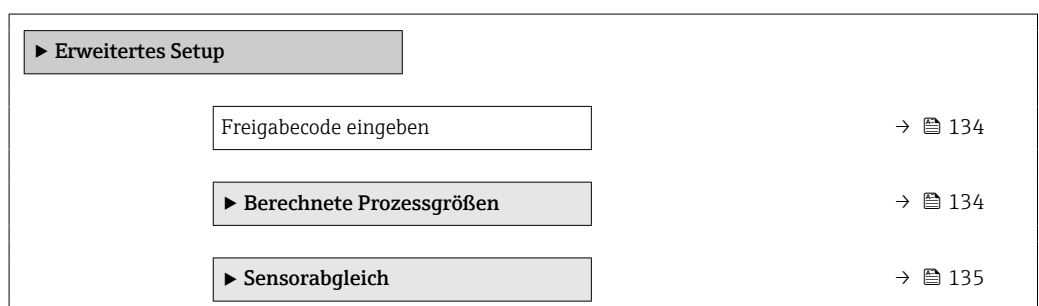 ▶ Erweitertes Setup
Freigabecode eingeben → 134
▶ Berechnete Prozessgrößen → 134
▶ Sensorabgleich → 135